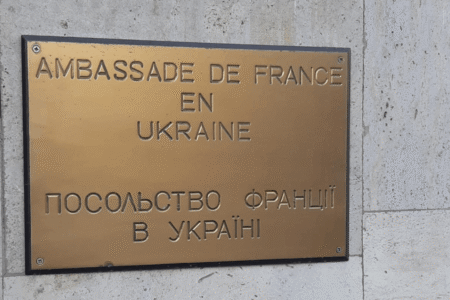 AMBASSADE DE FRANCE
EN
UKRAINE
ПОСОЛЬСТВО ФРАНЦІЇ
В УКРАЇНІ